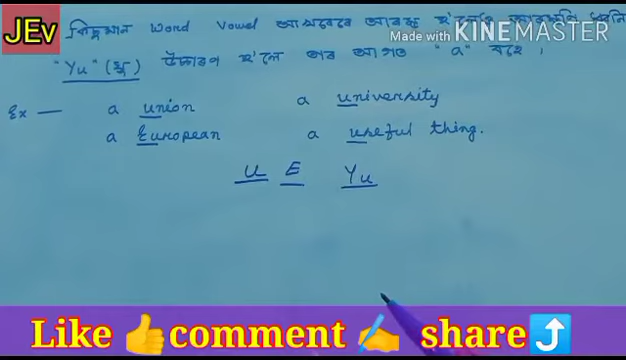 JEv
কিছুমান Word Vowel আখৰেৰে আৰম্ভ হ'লেও ধ্বনি
Made with KINEMASTER
"Yu" (য়ু) উচ্চাৰণ হ'লে তাৰ আগত "a" বহে।
Ex — a union a university
a European a useful thing.
U E Yu
Like 👍 comment ✍ share ⤴